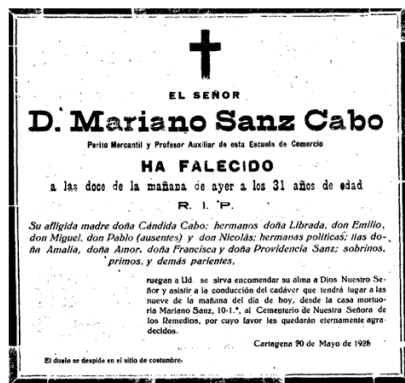 EL SEÑOR
D. Mariano Sanz Cabo
Perito Mercantil y Profesor Auxiliar de esta Escuela de Comercio
HA FALECIDO
a las doce de la mañana de ayer a los 31 años de edad
R. I. P.
Su afligida madre doña Cándida Cabo; hermanos doña Librada, don Emilio,
don Miguel, don Pablo (ausentes) y don Nicolás; hermanas políticas; tías do-
ña Amalia, doña Amor, doña Francisca y doña Providencia Sanz; sobrinos,
primos, y demás parientes,
ruegan a Ud. se sirva encomendar su alma a Dios Nuestro Se-
ñor y asistir a la conducción del cadáver que tendrá lugar a las
nueve de la mañana del día de hoy, desde la casa mortuo-
ria Mariano Sanz, 10-1.°, al Cementerio de Nuestra Señora de
los Remedios, por cuyo favor les quedarán eternamente agra-
decidos.
Cartagena 20 de Mayo de 1925
El duelo se despide en el sitio de costumbre.